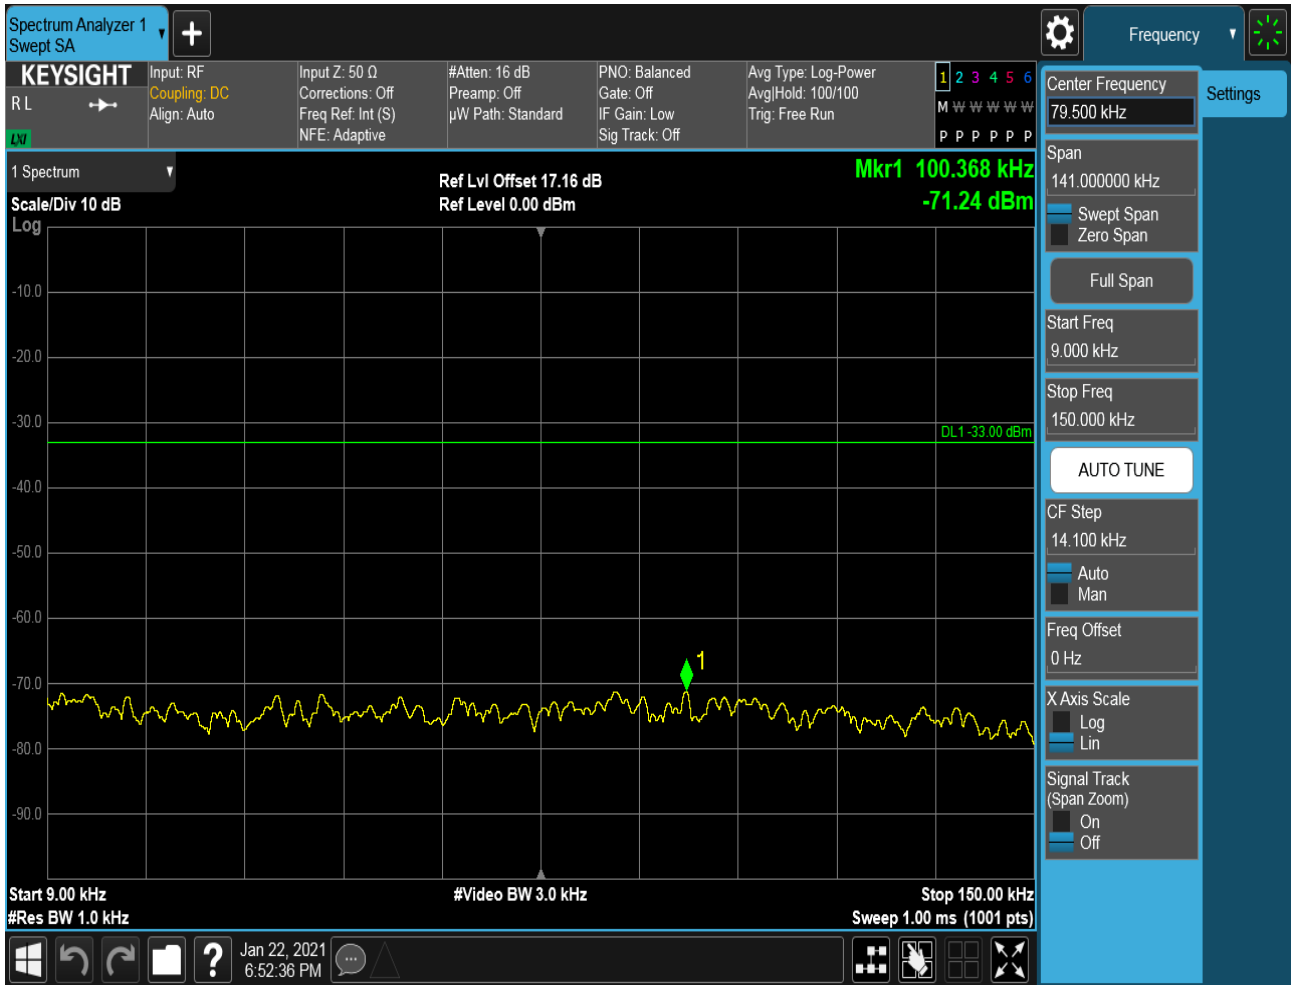 Spectrum Analyzer 1
Swept SA
Frequency
KEYSIGHT
R L
LXI
Input: RF
Coupling: DC
Align: Auto
Input Z: 50 Ω
Corrections: Off
Freq Ref: Int (S)
NFE: Adaptive
#Atten: 16 dB
Preamp: Off
µW Path: Standard
PNO: Balanced
Gate: Off
IF Gain: Low
Sig Track: Off
Avg Type: Log-Power
Avg|Hold: 100/100
Trig: Free Run
1 2 3 4 5 6
M W W W W W
P P P P P P
1 Spectrum
Scale/Div 10 dB
Log
Ref Lvl Offset 17.16 dB
Ref Level 0.00 dBm
Mkr1 100.368 kHz
-71.24 dBm
-10.0
-20.0
-30.0
DL1 -33.00 dBm
-40.0
-50.0
-60.0
1
-70.0
-80.0
-90.0
Start 9.00 kHz
#Res BW 1.0 kHz
#Video BW 3.0 kHz
Stop 150.00 kHz
Sweep 1.00 ms (1001 pts)
Center Frequency
79.500 kHz
Settings
Span
141.000000 kHz
Swept Span
Zero Span
Full Span
Start Freq
9.000 kHz
Stop Freq
150.000 kHz
AUTO TUNE
CF Step
14.100 kHz
Auto
Man
Freq Offset
0 Hz
X Axis Scale
Log
Lin
Signal Track
(Span Zoom)
On
Off
?
Jan 22, 2021
6:52:36 PM